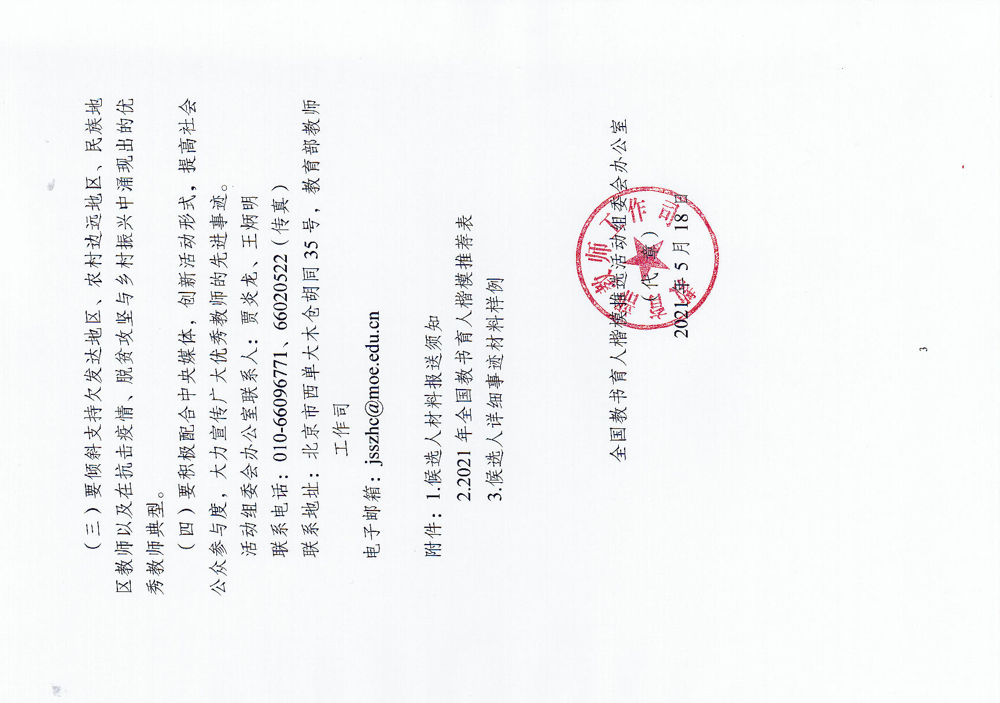 （三）要倾斜支持欠发达地区、农村边远地区、民族地
区教师以及在抗击疫情、脱贫攻坚与乡村振兴中涌现出的优
秀教师典型。
（四）要积极配合中央媒体，创新活动形式，提高社会
公众参与度，大力宣传广大优秀教师的先进事迹。
活动组委会办公室联系人：贾炎龙、王炳明
联系电话：010-66096771、66020522（传真）
联系地址：北京市西单大木仓胡同 35 号，教育部教师
工作司
电子邮箱：jsszhc@moe.edu.cn
附件：1.候选人材料报送须知
2.2021 年全国教书育人楷模推荐表
3.候选人详细事迹材料样例
全国教书育人楷模推选活动组委会办公室
（代章）
2021 年 5 月 18 日
教师工作司
3